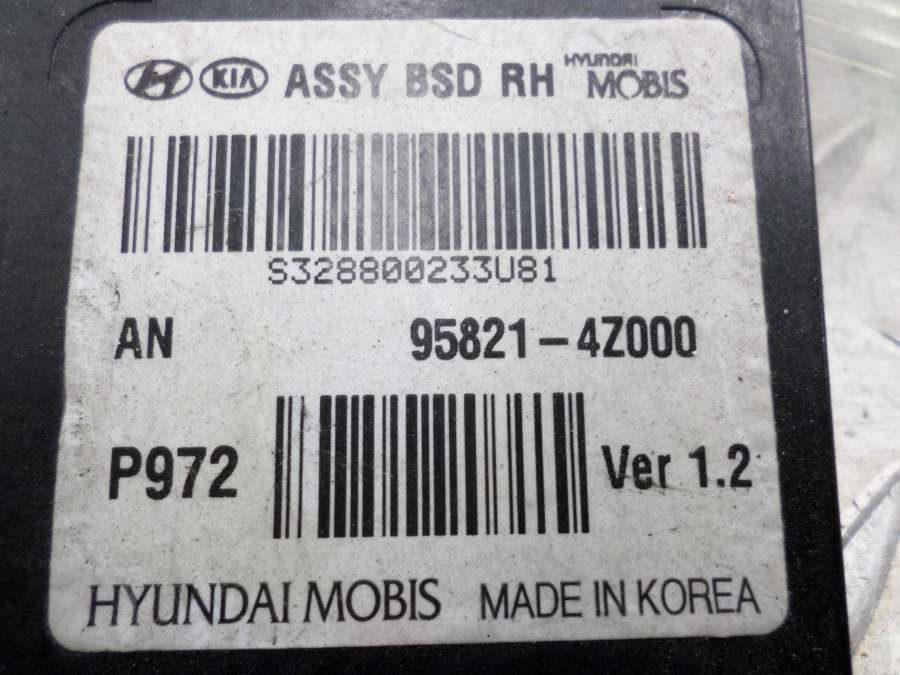 H KIA ASSY BSD RH HYUNDAI MOBIS
S328800233U81
AN 95821-4Z000
P972 Ver 1.2
HYUNDAI MOBIS MADE IN KOREA